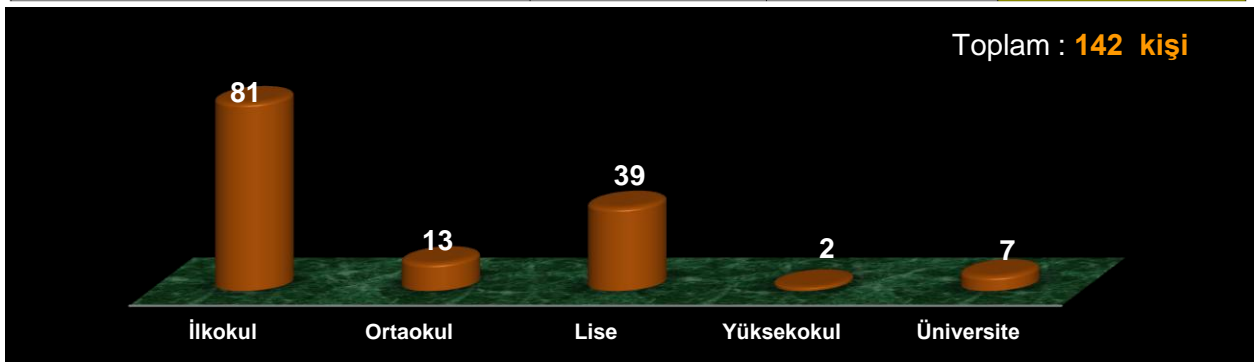 Toplam : 142 kişi
81
39
13
2
7
İlkokul
Ortaokul
Lise
Yüksekokul
Üniversite